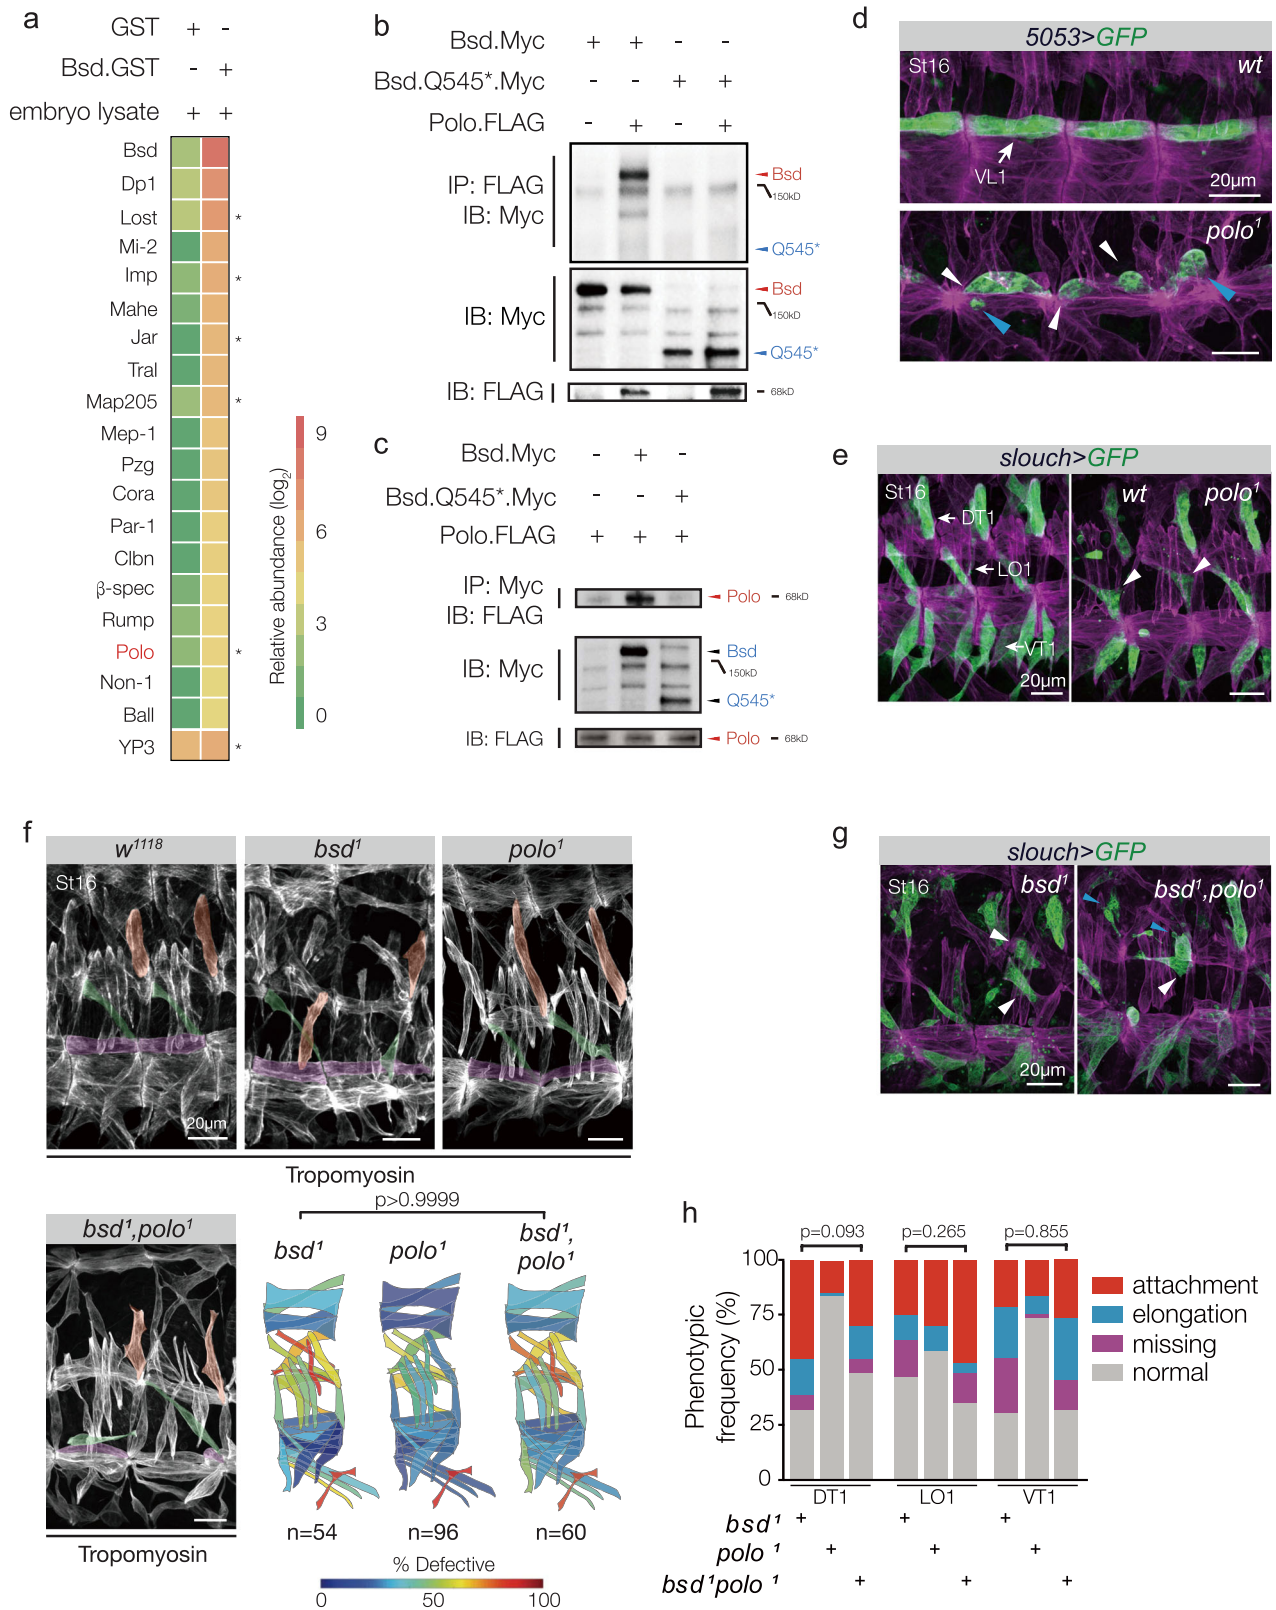 a
GST + -
Bsd.GST - +
embryo lysate + +
Bsd
Dp1
Lost *
Mi-2
Imp *
Mahe
Jar *
Tral
Map205 *
Mep-1
Pzg
Cora
Par-1
Clbn
β-spec
Rump
Polo *
Non-1
Ball
YP3 *
Relative abundance (log2)
9
6
3
0
b
Bsd.Myc + + - -
Bsd.Q545*.Myc - - + +
Polo.FLAG - + - +
IP: FLAG
IB: Myc
Bsd
150kD
Q545*
IB: Myc
Bsd
150kD
Q545*
IB: FLAG
68kD
c
Bsd.Myc - + -
Bsd.Q545*.Myc - - +
Polo.FLAG + + +
IP: Myc
IB: FLAG
Polo 68kD
IB: Myc
Bsd
150kD
Q545*
IB: FLAG
Polo 68kD
d
5053>GFP
St16
wt
VL1
20µm
polo1
e
slouch>GFP
St16
wt
polo1
DT1
LO1
VT1
20µm
f
w1118
bsd1
polo1
St16
20µm
Tropomyosin
bsd1,polo1
Tropomyosin
p>0.9999
bsd1
polo1
bsd1,
polo1
n=54
n=96
n=60
% Defective
0
50
100
g
slouch>GFP
St16
bsd1
bsd1,polo1
20µm
h
p=0.093
p=0.265
p=0.855
Phenotypic
frequency (%)
100
75
50
25
0
attachment
elongation
missing
normal
DT1
LO1
VT1
bsd1 + + +
polo1 + + +
bsd1polo1 + + +